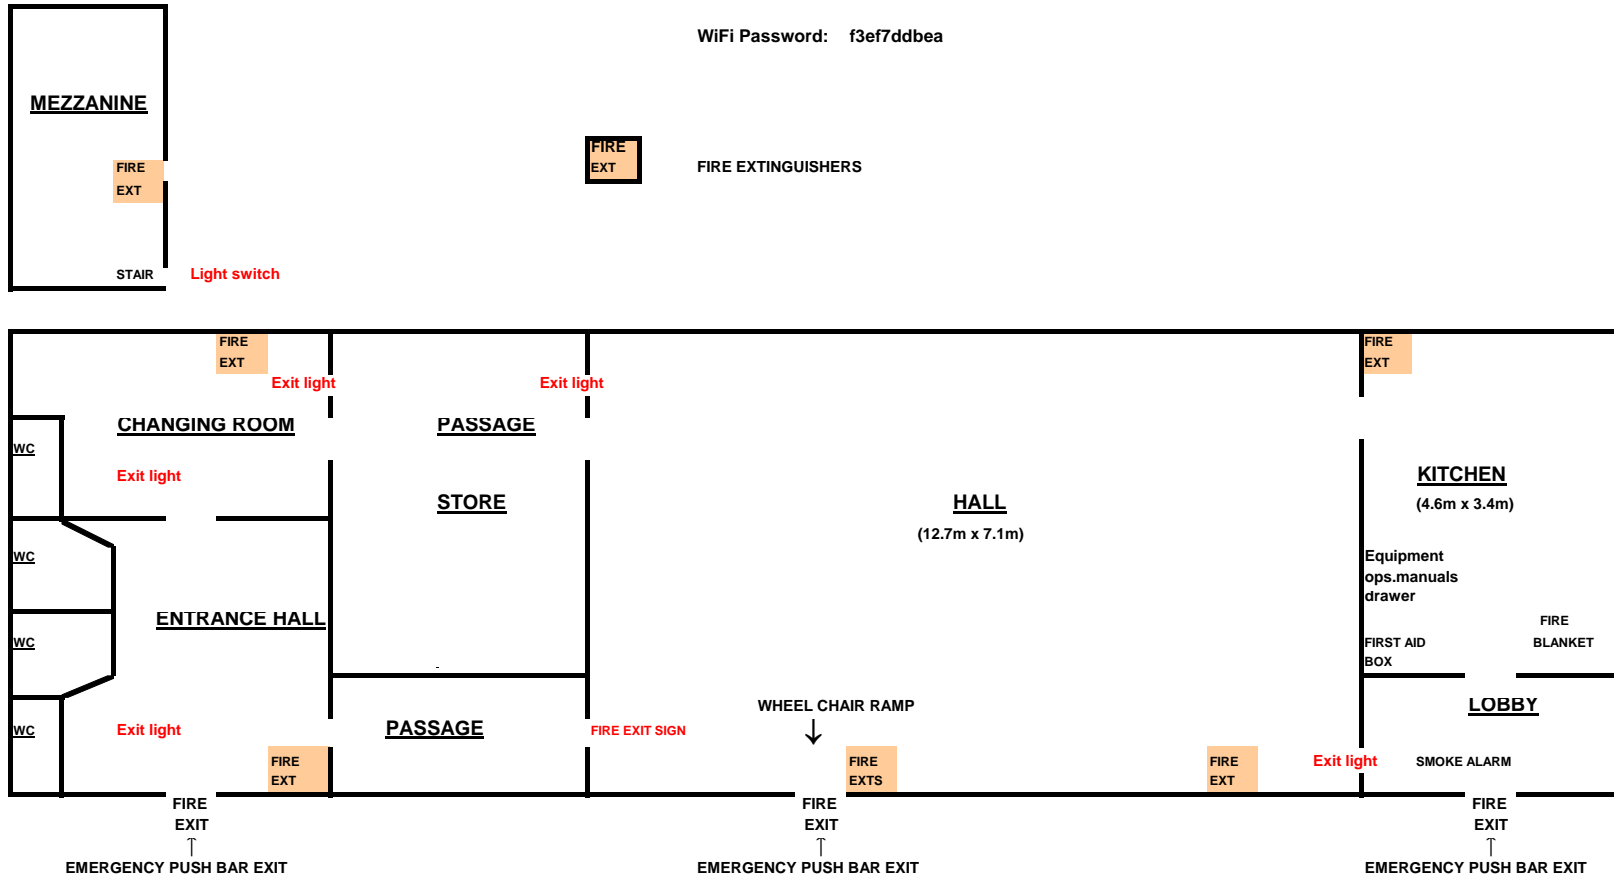 WiFi Password: f3ef7ddbea
MEZZANINE
FIRE
EXT
FIRE
EXT
FIRE EXTINGUISHERS
STAIR
Light switch
FIRE
EXT
FIRE
EXT
Exit light
Exit light
CHANGING ROOM
PASSAGE
WC
Exit light
STORE
HALL
(12.7m x 7.1m)
KITCHEN
(4.6m x 3.4m)
WC
Equipment
ops.manuals
drawer
ENTRANCE HALL
FIRE
BLANKET
WC
FIRST AID
BOX
WHEEL CHAIR RAMP
LOBBY
WC
Exit light
PASSAGE
FIRE EXIT SIGN
FIRE
EXT
FIRE
EXTS
FIRE
EXT
Exit light
SMOKE ALARM
FIRE
EXIT
FIRE
EXIT
FIRE
EXIT
EMERGENCY PUSH BAR EXIT
EMERGENCY PUSH BAR EXIT
EMERGENCY PUSH BAR EXIT